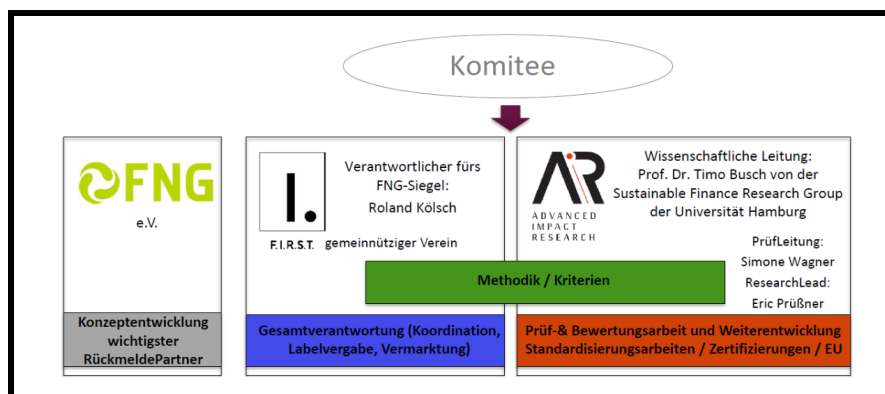 Komitee
FNG
e.V.
Konzeptentwicklung
wichtigster
RückmeldePartner
I.
F.I.R.S.T.
Verantwortlicher fürs
FNG-Siegel:
Roland Kölsch
gemeinnütziger Verein
Gesamtverantwortung (Koordination,
Labelvergabe, Vermarktung)
Methodik / Kriterien
AIR
ADVANCED
IMPACT
RESEARCH
Wissenschaftliche Leitung:
Prof. Dr. Timo Busch von der
Sustainable Finance Research Group
der Universität Hamburg
PrüfLeitung:
Simone Wagner
ResearchLead:
Eric Prüßner
Prüf-& Bewertungsarbeit und Weiterentwicklung
Standardisierungsarbeiten / Zertifizierungen / EU